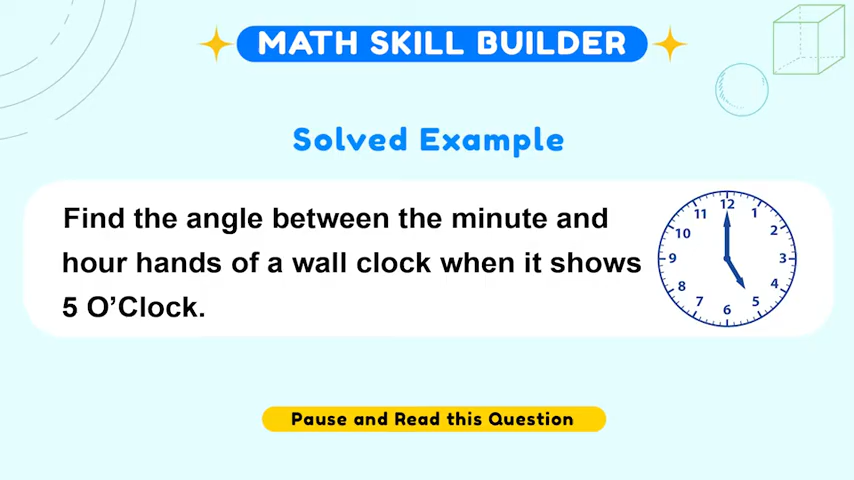 MATH SKILL BUILDER
Solved Example
Find the angle between the minute and
hour hands of a wall clock when it shows
5 O’Clock.
12
11
1
10
2
9
3
8
4
7
5
6
Pause and Read this Question